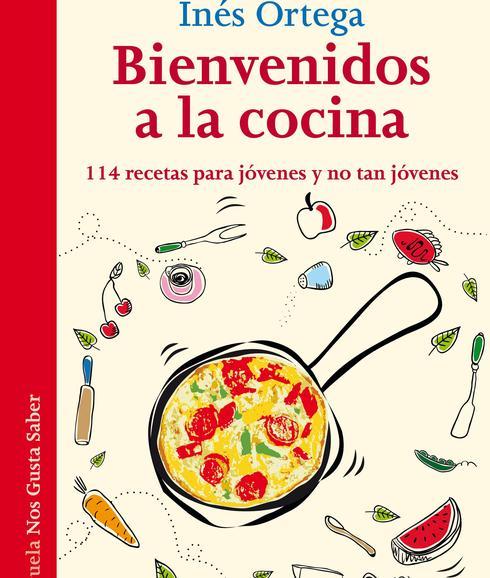 Inés Ortega
Bienvenidos
a la cocina
114 recetas para jóvenes y no tan jóvenes
uela Nos Gusta Saber